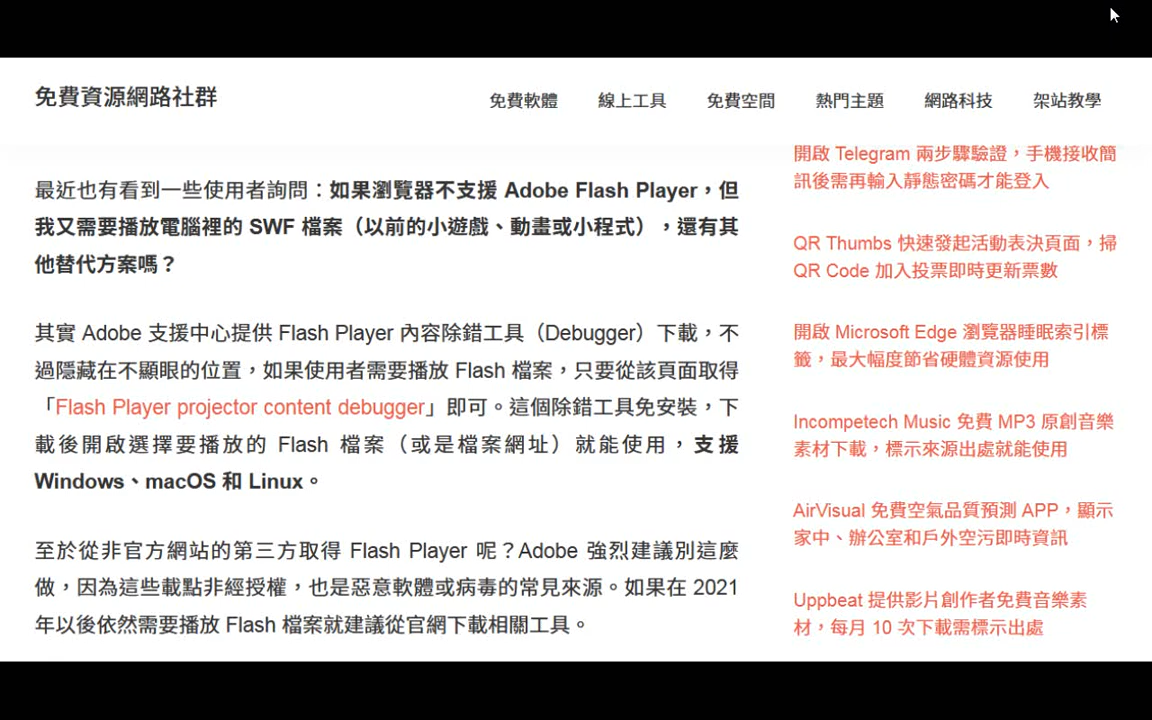 免費資源網路社群
免費軟體 線上工具 免費空間 熱門主題 網路科技 架站教學
最近也有看到一些使用者詢問：如果瀏覽器不支援 Adobe Flash Player，但
我又需要播放電腦裡的 SWF 檔案（以前的小遊戲、動畫或小程式），還有其
他替代方案嗎？
其實 Adobe 支援中心提供 Flash Player 內容除錯工具（Debugger）下載，不
過隱藏在不顯眼的位置，如果使用者需要播放 Flash 檔案，只要從該頁面取得
「Flash Player projector content debugger」即可。這個除錯工具免安裝，下
載後開啟選擇要播放的 Flash 檔案（或是檔案網址）就能使用，支援
Windows、macOS 和 Linux。
至於從非官方網站的第三方取得 Flash Player 呢？Adobe 強烈建議別這麼
做，因為這些載點非經授權，也是惡意軟體或病毒的常見來源。如果在 2021
年以後依然需要播放 Flash 檔案就建議從官網下載相關工具。
開啟 Telegram 兩步驟驗證，手機接收簡
訊後需再輸入靜態密碼才能登入
QR Thumbs 快速發起活動表決頁面，掃
QR Code 加入投票即時更新票數
開啟 Microsoft Edge 瀏覽器睡眠索引標
籤，最大幅度節省硬體資源使用
Incompetech Music 免費 MP3 原創音樂
素材下載，標示來源出處就能使用
AirVisual 免費空氣品質預測 APP，顯示
家中、辦公室和戶外空污即時資訊
Uppbeat 提供影片創作者免費音樂素
材，每月 10 次下載需標示出處